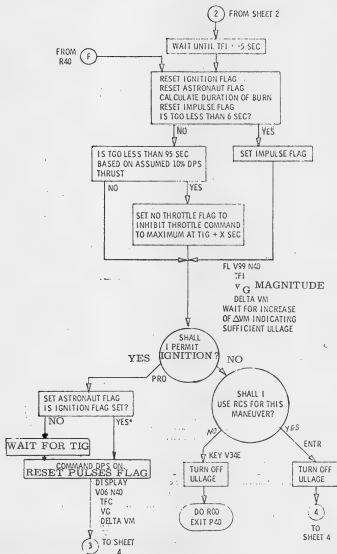 2 FROM SHEET 2
WAIT UNTIL TFI = -5 SEC
FROM
R40
F
RESET IGNITION FLAG
RESET ASTRONAUT FLAG
CALCULATE DURATION OF BURN
RESET IMPULSE FLAG
IS TGO LESS THAN 6 SEC?
NO
YES
IS TGO LESS THAN 95 SEC
BASED ON ASSUMED 10% DPS
THRUST
SET IMPULSE FLAG
NO
YES
SET NO THROTTLE FLAG TO
INHIBIT THROTTLE COMMAND
TO MAXIMUM AT TIG + X SEC
FL V99 N40
TFI
VG MAGNITUDE
DELTA VM
WAIT FOR INCREASE
OF ΔVM INDICATING
SUFFICIENT ULLAGE
SHALL
I PERMIT
IGNITION?
YES
NO
PRO
SET ASTRONAUT FLAG
IS IGNITION FLAG SET?
NO
YES*
WAIT FOR TIG
COMMAND DPS ON
RESET PULSES FLAG
DISPLAY
V06 N40
TFC
VG
DELTA VM
3 TO SHEET
4
SHALL I
USE RCS FOR THIS
MANEUVER?
NO
YES
KEY V34E
ENTR
TURN OFF
ULLAGE
TURN OFF
ULLAGE
DO R00
EXIT P40
4
TO
SHEET 4